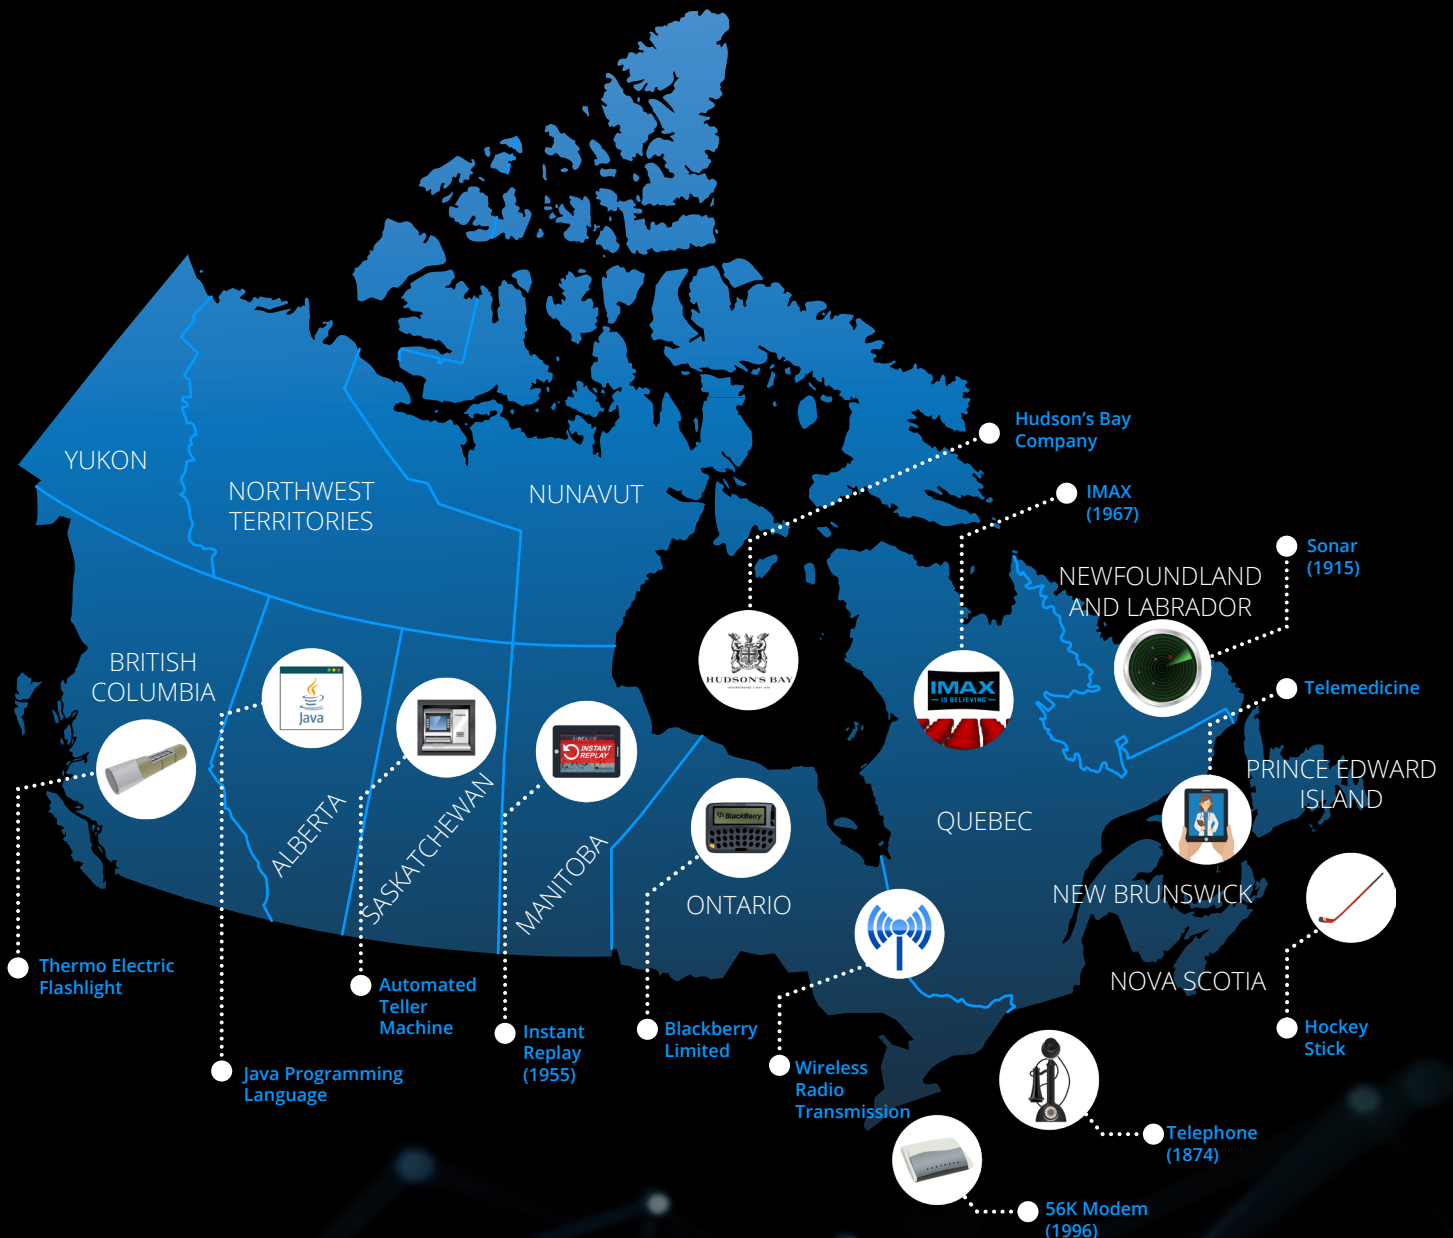 Hudson's Bay
Company
YUKON
NORTHWEST
TERRITORIES
NUNAVUT
IMAX
(1967)
Sonar
(1915)
NEWFOUNDLAND
AND LABRADOR
BRITISH
COLUMBIA
Java
HUDSON'S BAY
IMAX
IS BELIEVING
Telemedicine
INSTANT
REPLAY
PRINCE EDWARD
ISLAND
BlackBerry
QUEBEC
ALBERTA
SASKATCHEWAN
MANITOBA
ONTARIO
NEW BRUNSWICK
NOVA SCOTIA
Thermo Electric
Flashlight
Automated
Teller
Machine
Instant
Replay
(1955)
Blackberry
Limited
Hockey
Stick
Java Programming
Language
Wireless
Radio
Transmission
Telephone
(1874)
56K Modem
(1996)